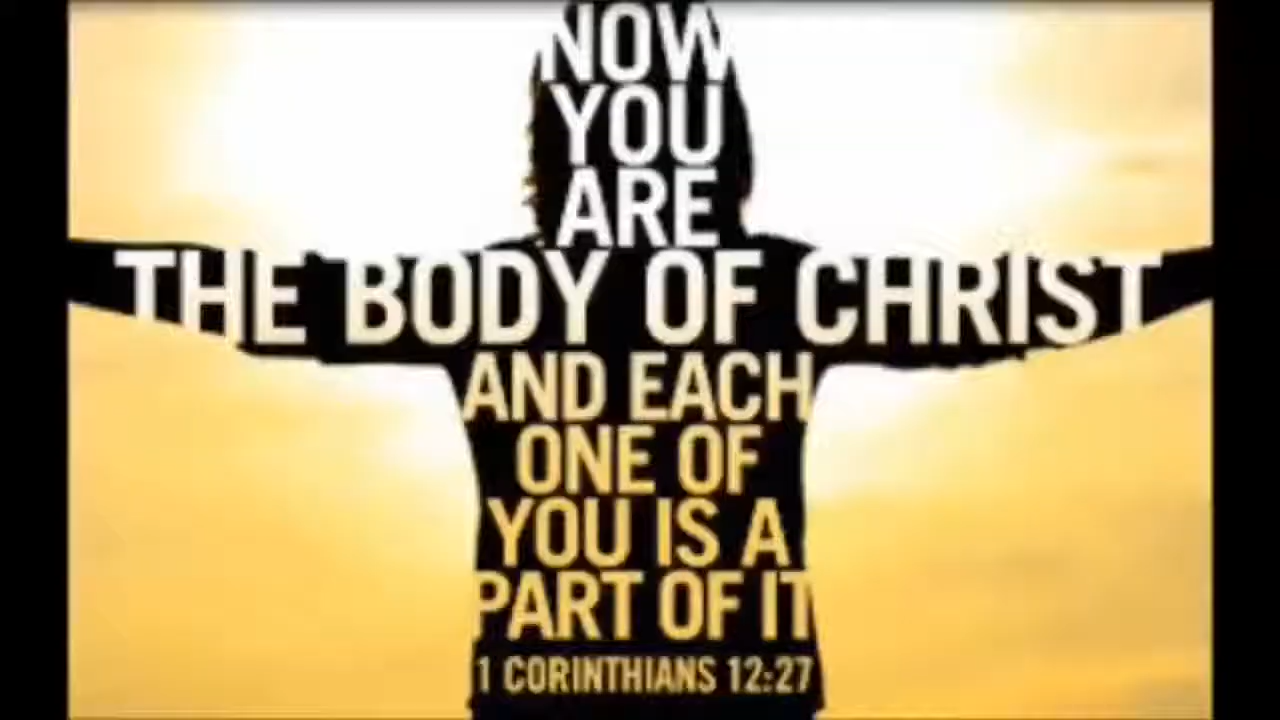 NOW
YOU
ARE
THE BODY OF CHRIST
AND EACH
ONE OF
YOU IS A
PART OF IT
1 CORINTHIANS 12:27